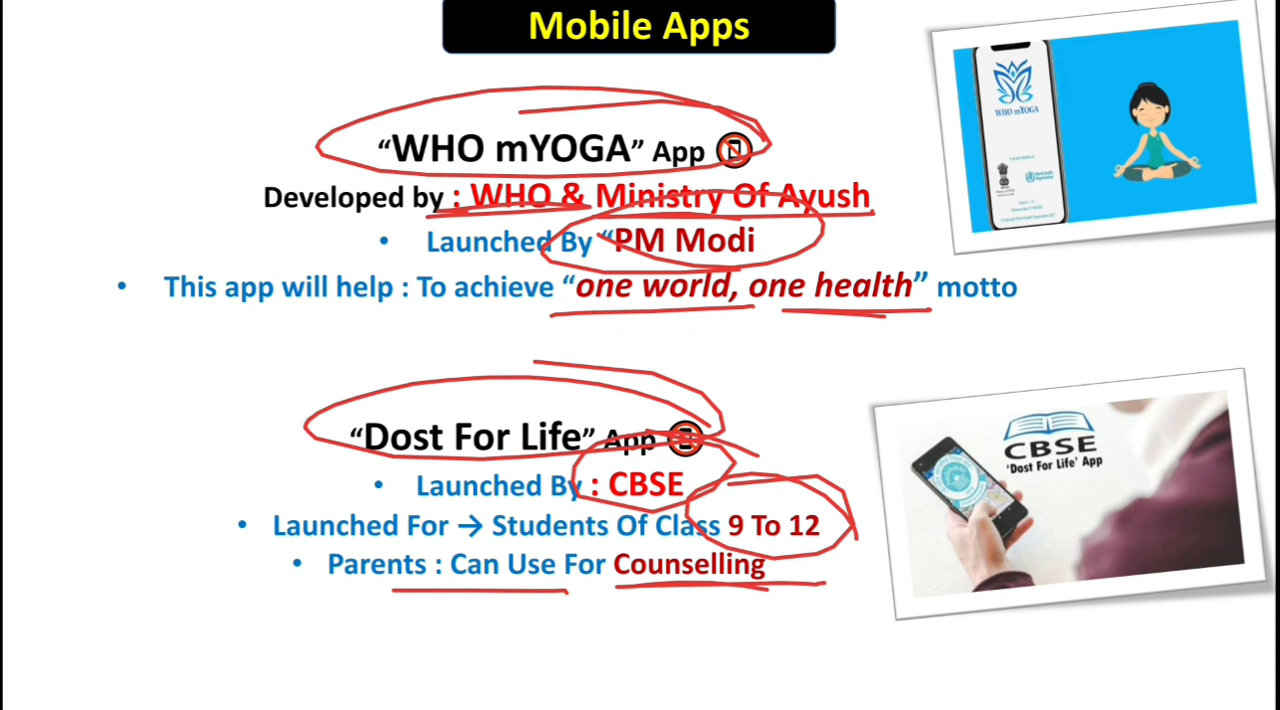 Mobile Apps
“WHO mYOGA” App
WHO mYOGA
Developed by : WHO & Ministry Of Ayush
• Launched By “PM Modi
• This app will help : To achieve “one world, one health” motto
“Dost For Life” App
• Launched By : CBSE
• Launched For → Students Of Class 9 To 12
• Parents : Can Use For Counselling
CBSE
'Dost For Life' App